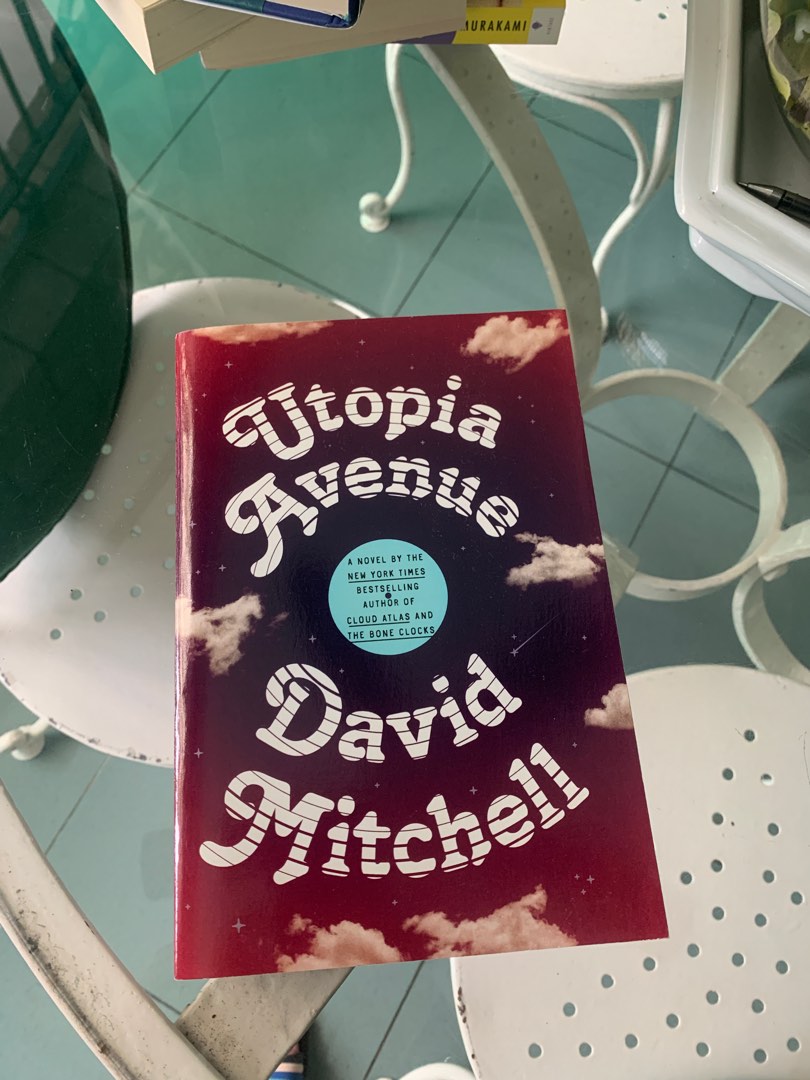 MURAKAMI
Utopia
Avenue
A NOVEL BY THE
NEW YORK TIMES
BESTSELLING
AUTHOR OF
CLOUD ATLAS AND
THE BONE CLOCKS
David
Mitchell